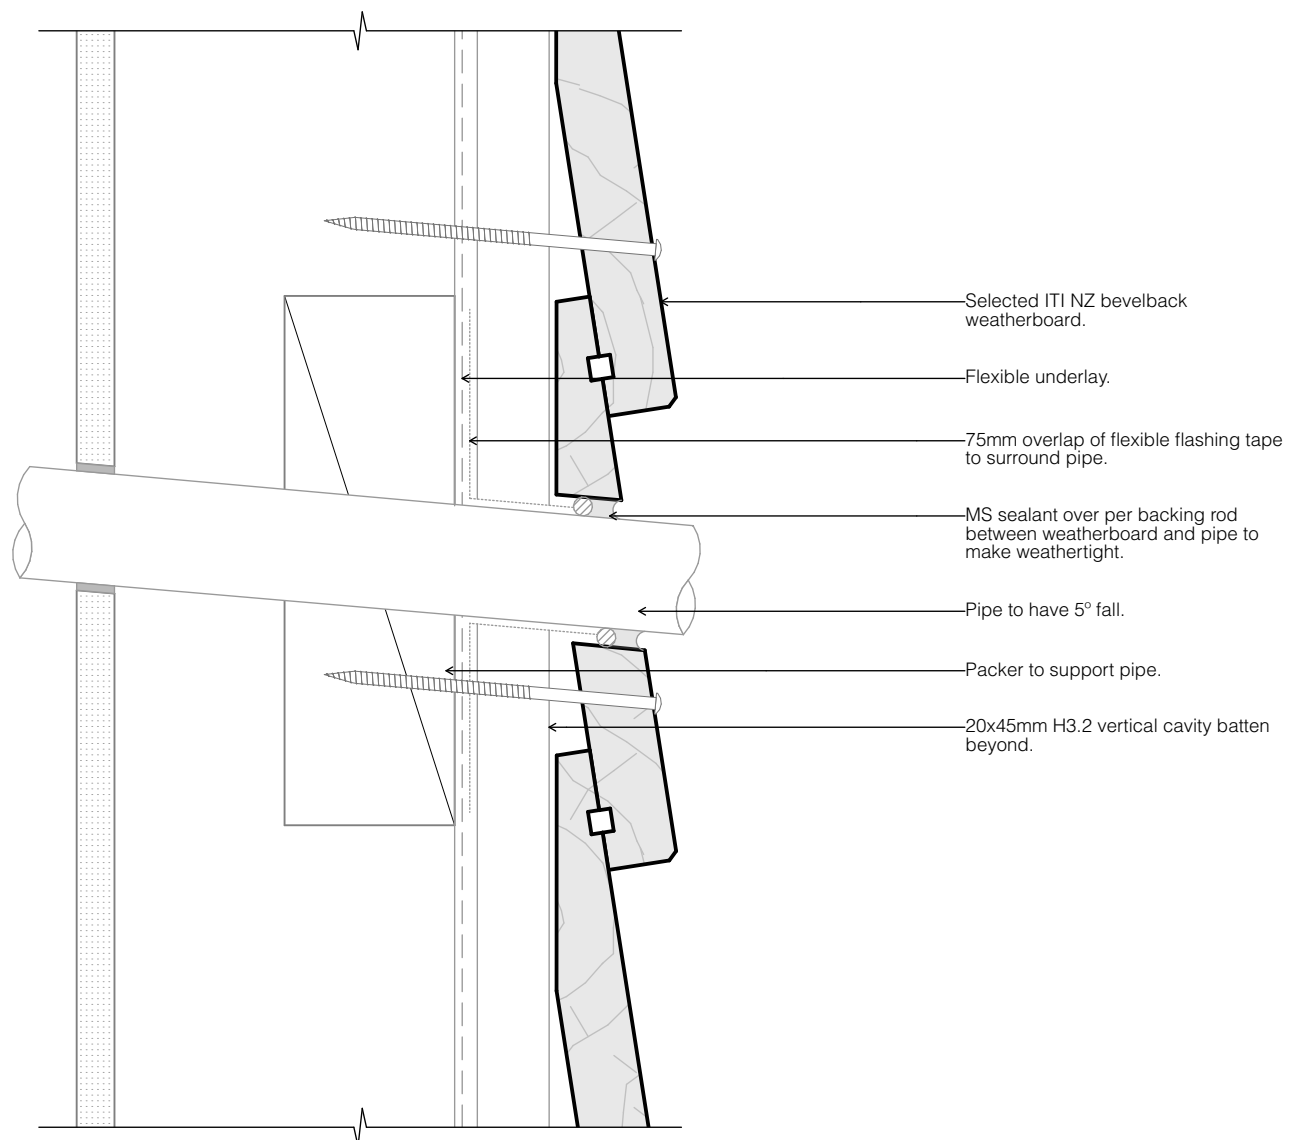 Selected ITI NZ bevelback
weatherboard.
Flexible underlay.
75mm overlap of flexible flashing tape
to surround pipe.
MS sealant over per backing rod
between weatherboard and pipe to
make weathertight.
Pipe to have 5° fall.
Packer to support pipe.
20x45mm H3.2 vertical cavity batten
beyond.